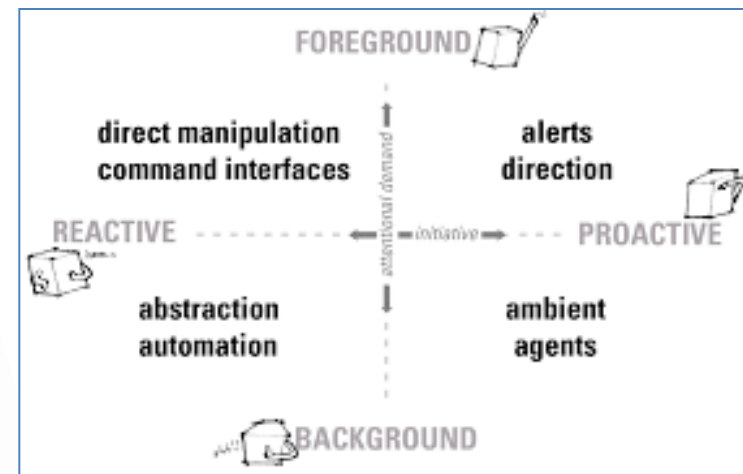 FOREGROUND
direct manipulation
command interfaces
alerts
direction
attentional demand
REACTIVE
initiative
PROACTIVE
abstraction
automation
ambient
agents
BACKGROUND